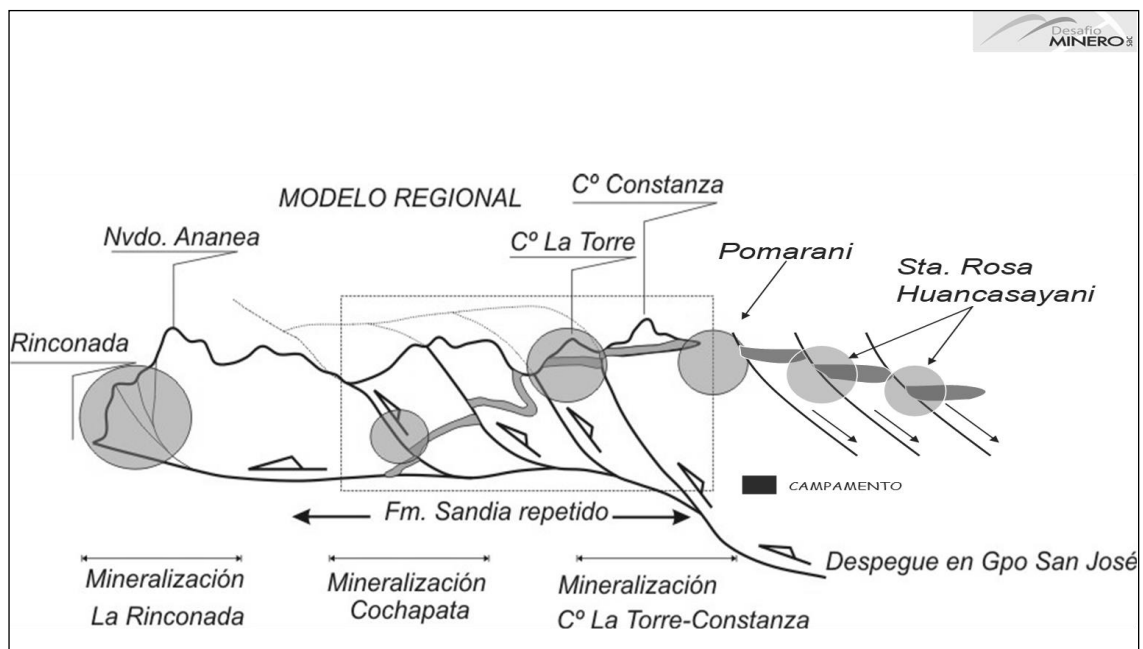 Desafio
MINERO sac
MODELO REGIONAL
Cº Constanza
Nvdo. Ananea
Cº La Torre
Pomarani
Sta. Rosa
Huancasayani
Rinconada
CAMPAMENTO
Fm. Sandia repetido
Despegue en Gpo San José
Mineralización
La Rinconada
Mineralización
Cochapata
Mineralización
Cº La Torre-Constanza